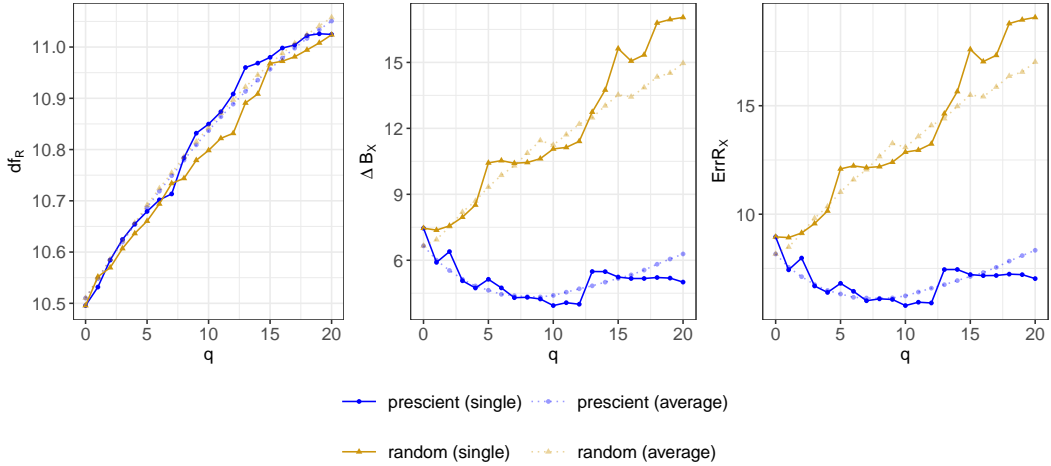 11.0
10.9
10.8
10.7
10.6
10.5
df_R
0 5 10 15 20
q
15
12
9
6
Δ B_X
0 5 10 15 20
q
15
10
ErrR_X
0 5 10 15 20
q
prescient (single) prescient (average)
random (single) random (average)